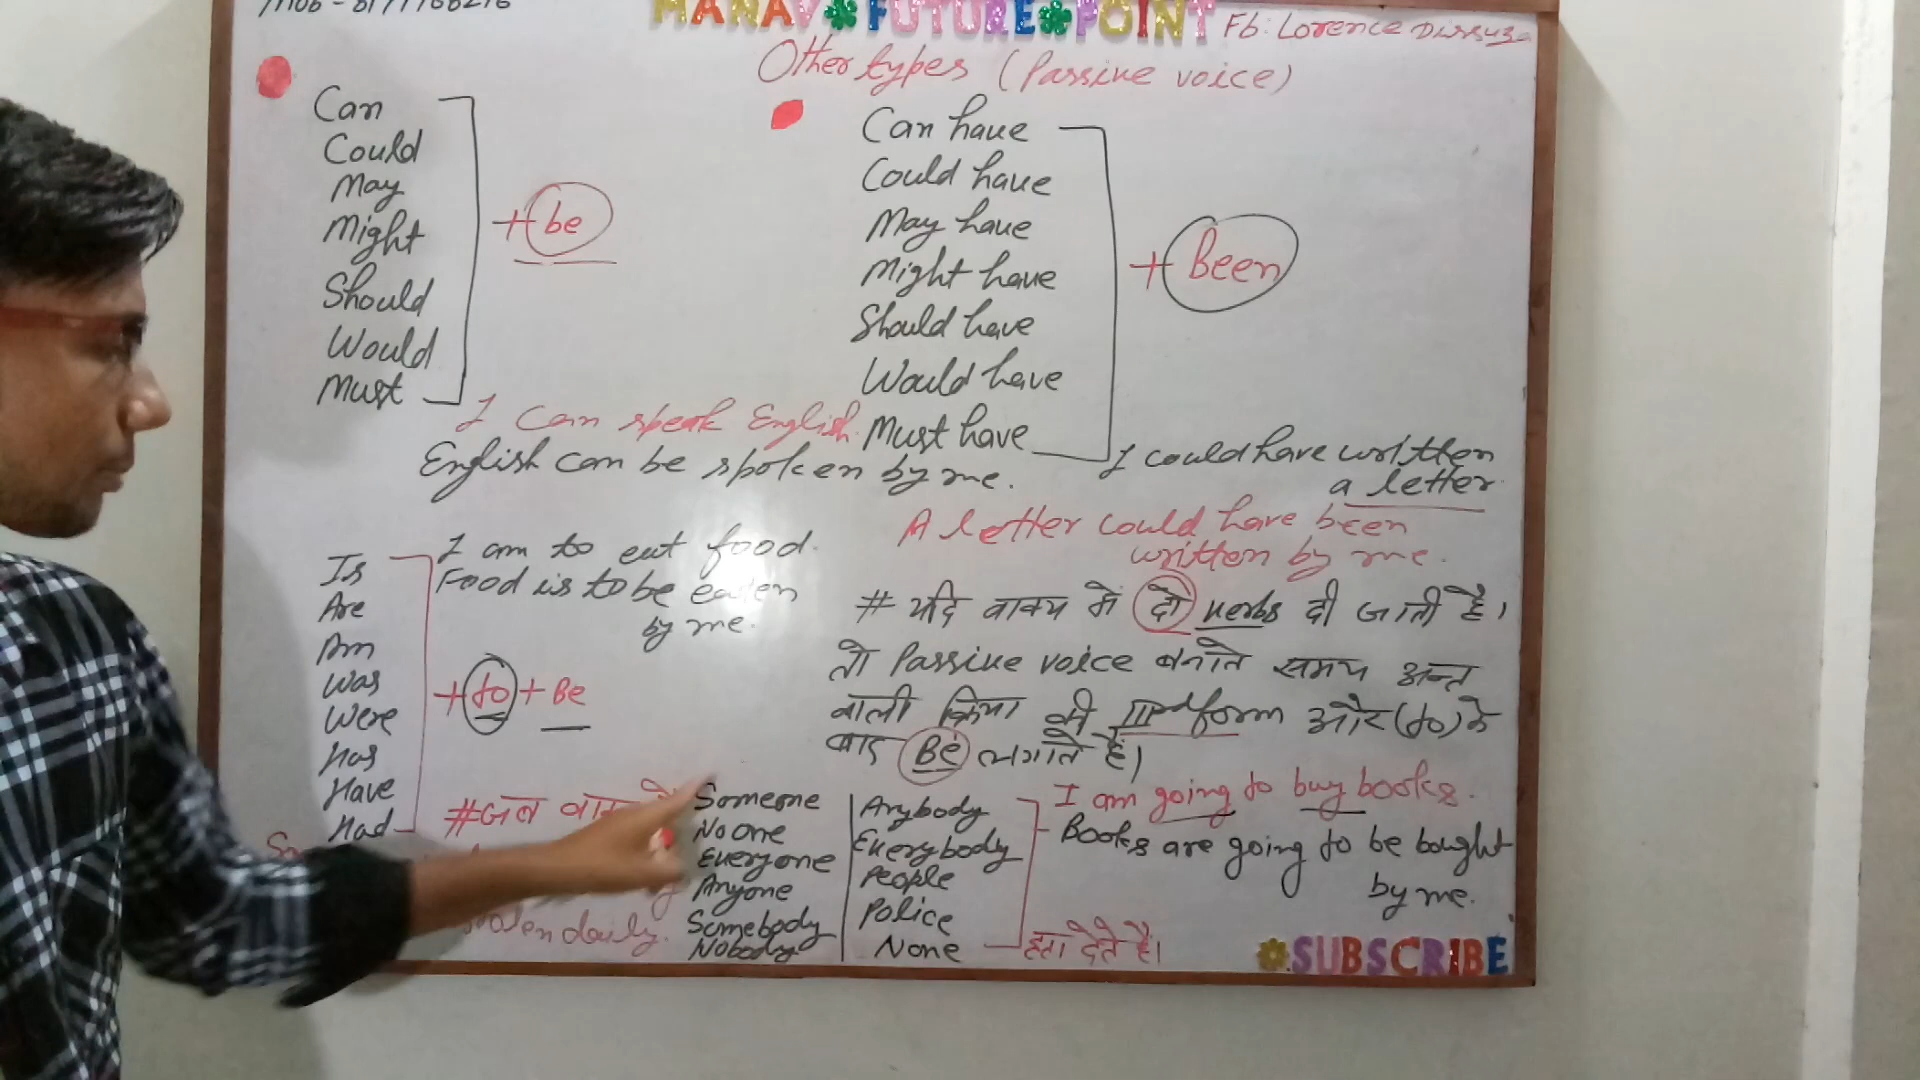 MANAV FUTURE POINT
Fb: Lorence
Other types (Passive voice)
Can
Could
May
Might
Should
Would
Must
+ be
I can speak English.
English can be spoken by me.
Can have
Could have
May have
Might have
Should have
Would have
Must have
+ Been
I could have written
a letter.
A letter could have been
written by me.
Is
Are
Am
Was
Were
Has
Have
Had
I am to eat food.
Food is to be eaten
by me.
+ to + Be
# यदि वाक्य मे दो verbs दी जाती है।
तो Passive voice बनाते समय अन्त
वाली क्रिया की IIIrd form और (to) के
बाद Be लगाते हैं।
I am going to buy books.
Books are going to be bought
by me.
#जब
daily.
Someone
No one
Everyone
Anyone
Somebody
Nobody
Anybody
Everybody
People
Police
None
हटा देते है।
SUBSCRIBE